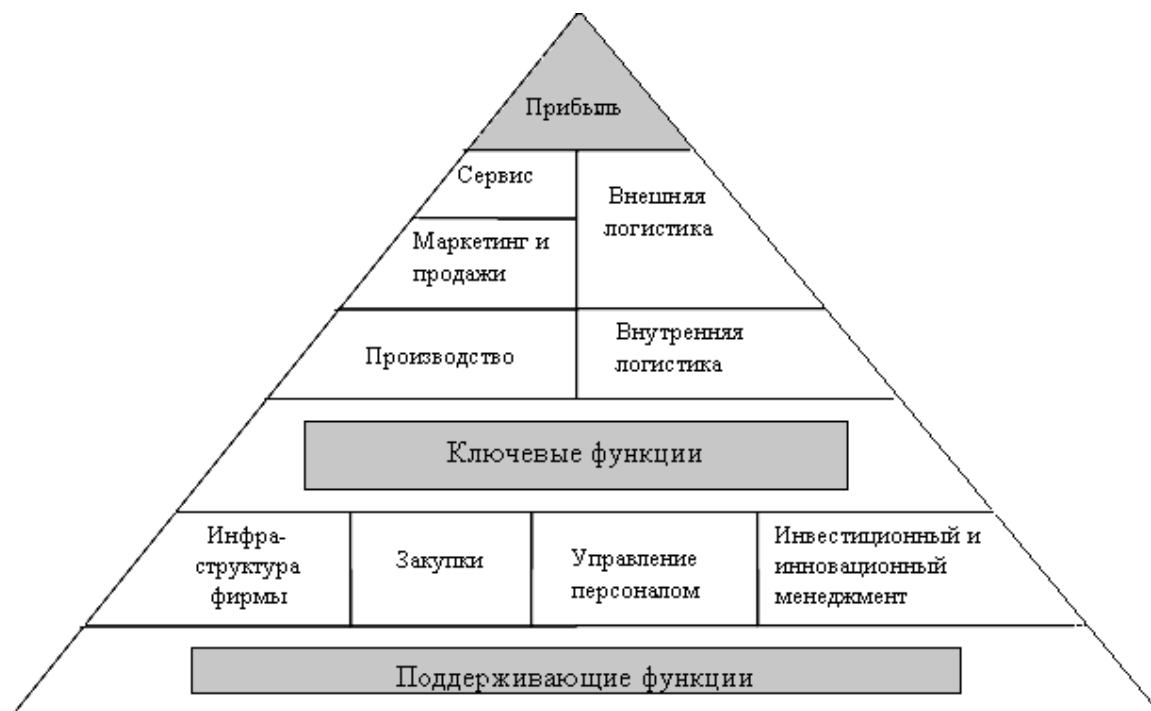 Прибыль
Сервис
Внешняя
логистика
Маркетинг и
продажи
Производство
Внутренняя
логистика
Ключевые функции
Инфра-
структура
фирмы
Закупки
Управление
персоналом
Инвестиционный и
инновационный
менеджмент
Поддерживающие функции